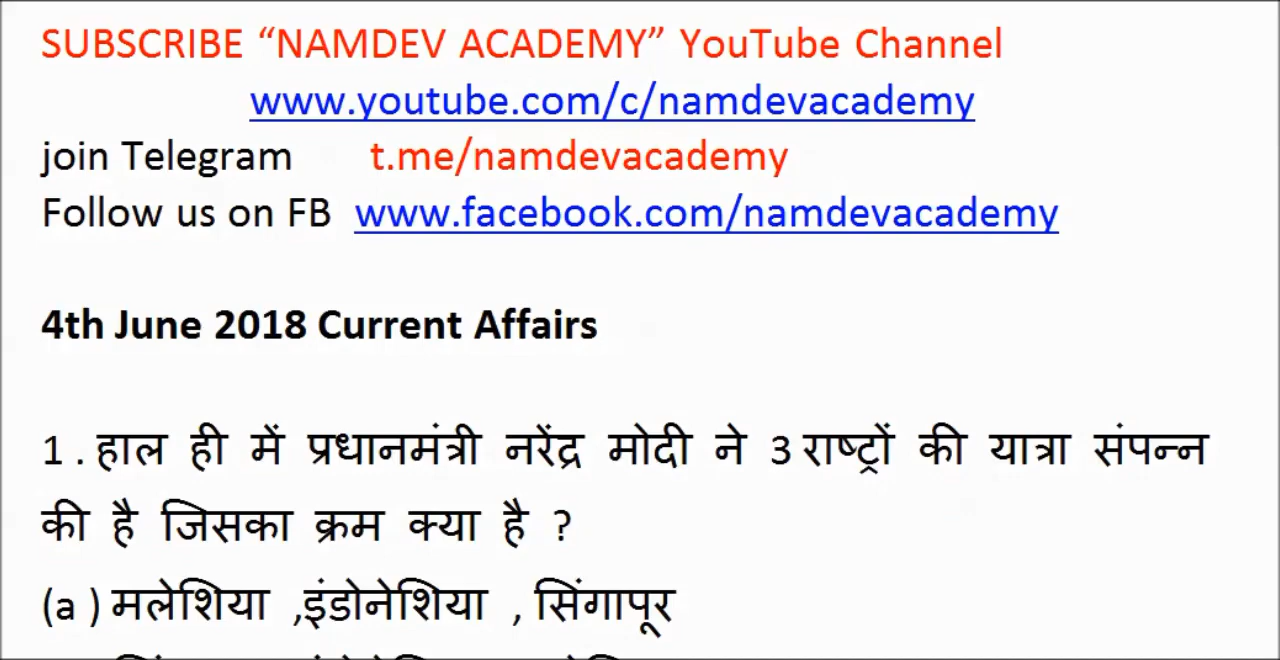 SUBSCRIBE “NAMDEV ACADEMY” YouTube Channel
www.youtube.com/c/namdevacademy
join Telegram t.me/namdevacademy
Follow us on FB www.facebook.com/namdevacademy
4th June 2018 Current Affairs
1 . हाल ही में प्रधानमंत्री नरेंद्र मोदी ने 3 राष्ट्रों की यात्रा संपन्न
की है जिसका क्रम क्या है ?
(a ) मलेशिया ,इंडोनेशिया , सिंगापूर